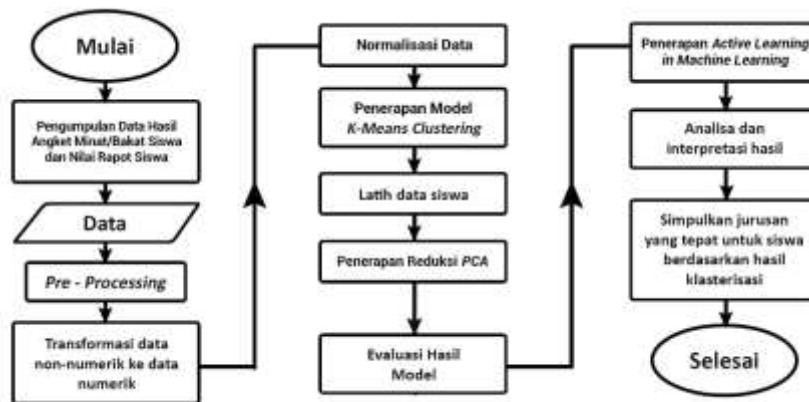 Mulai
Pengumpulan Data Hasil
Angket Minat/Bakat Siswa
dan Nilai Rapot Siswa
Data
Pre - Processing
Transformasi data
non-numerik ke data
numerik
Normalisasi Data
Penerapan Model
K-Means Clustering
Latih data siswa
Penerapan Reduksi PCA
Evaluasi Hasil
Model
Penerapan Active Learning
in Machine Learning
Analisa dan
interpretasi hasil
Simpulkan jurusan
yang tepat untuk siswa
berdasarkan hasil
klasterisasi
Selesai